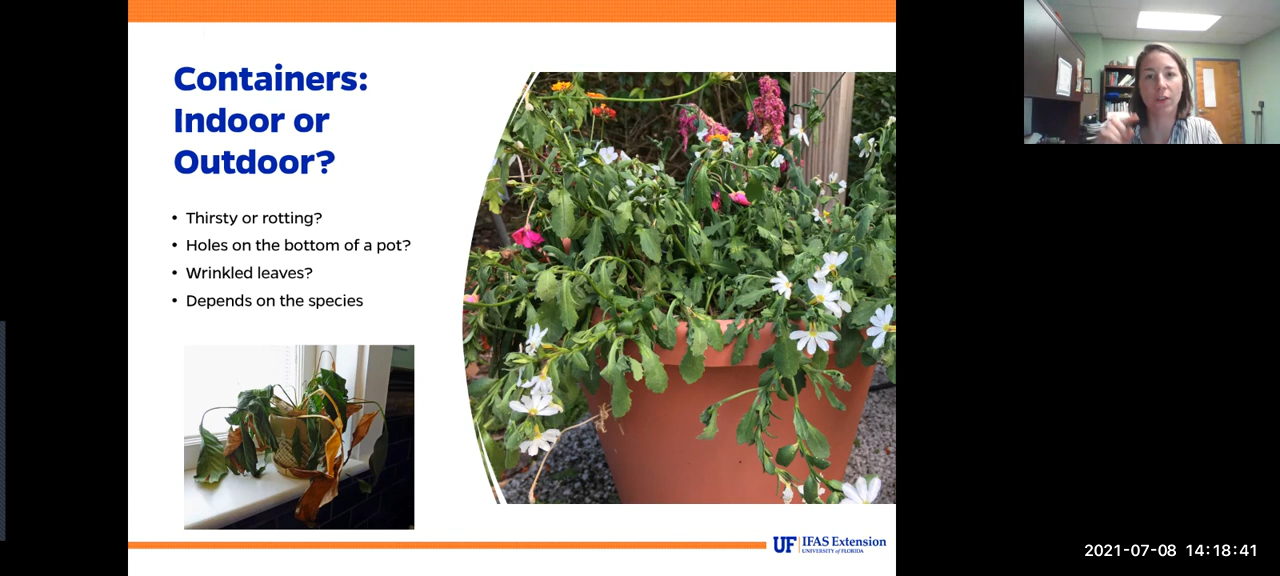 Containers:
Indoor or
Outdoor?
• Thirsty or rotting?
• Holes on the bottom of a pot?
• Wrinkled leaves?
• Depends on the species
UF IFAS Extension
UNIVERSITY of FLORIDA
2021-07-08 14:18:41